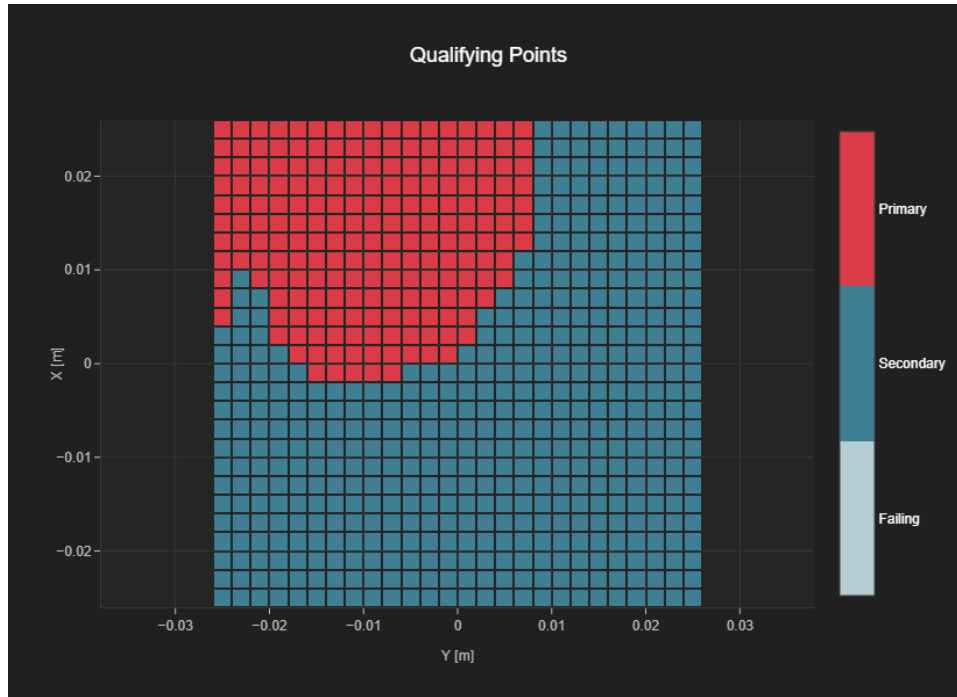 Qualifying Points
0.02
0.01
0
−0.01
−0.02
X [m]
−0.03
−0.02
−0.01
0
0.01
0.02
0.03
Y [m]
Primary
Secondary
Failing